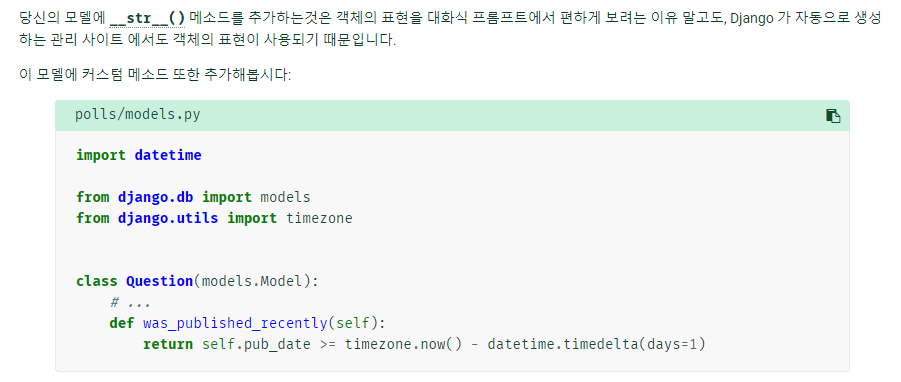 당신의 모델에 __str__() 메소드를 추가하는것은 객체의 표현을 대화식 프롬프트에서 편하게 보려는 이유 말고도, Django 가 자동으로 생성
하는 관리 사이트 에서도 객체의 표현이 사용되기 때문입니다.
이 모델에 커스텀 메소드 또한 추가해봅시다:
polls/models.py
import datetime
from django.db import models
from django.utils import timezone
class Question(models.Model):
    # ...
    def was_published_recently(self):
        return self.pub_date >= timezone.now() - datetime.timedelta(days=1)